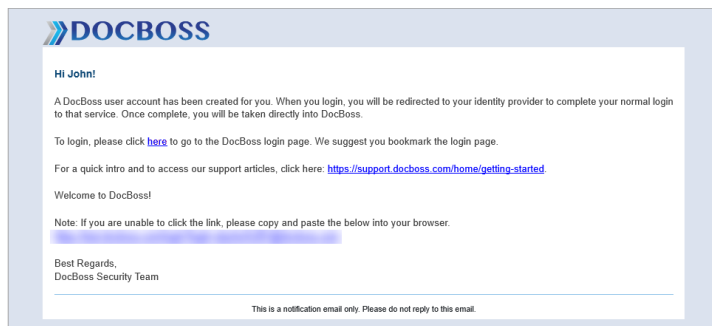 DOCBOSS
Hi John!
A DocBoss user account has been created for you. When you login, you will be redirected to your identity provider to complete your normal login
to that service. Once complete, you will be taken directly into DocBoss.
To login, please click here to go to the DocBoss login page. We suggest you bookmark the login page.
For a quick intro and to access our support articles, click here: https://support.docboss.com/home/getting-started.
Welcome to DocBoss!
Note: If you are unable to click the link, please copy and paste the below into your browser.
Best Regards,
DocBoss Security Team
This is a notification email only. Please do not reply to this email.